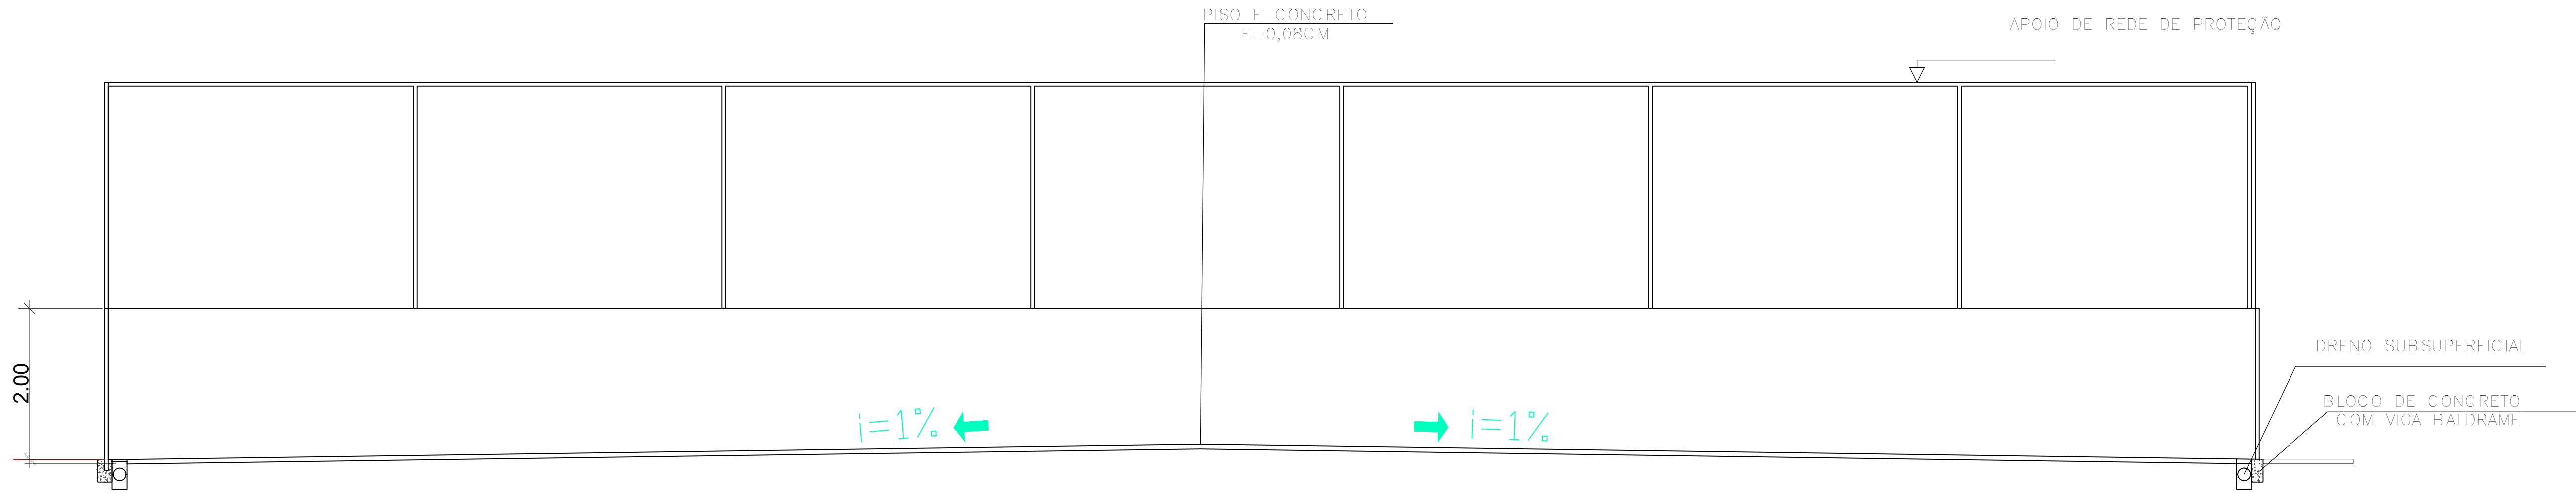 PISO E CONCRETO
E=0,08CM
APOIO DE REDE DE PROTEÇÃO
2.00
i=1%
i=1%
DRENO SUBSUPERFICIAL
BLOCO DE CONCRETO
COM VIGA BALDRAME